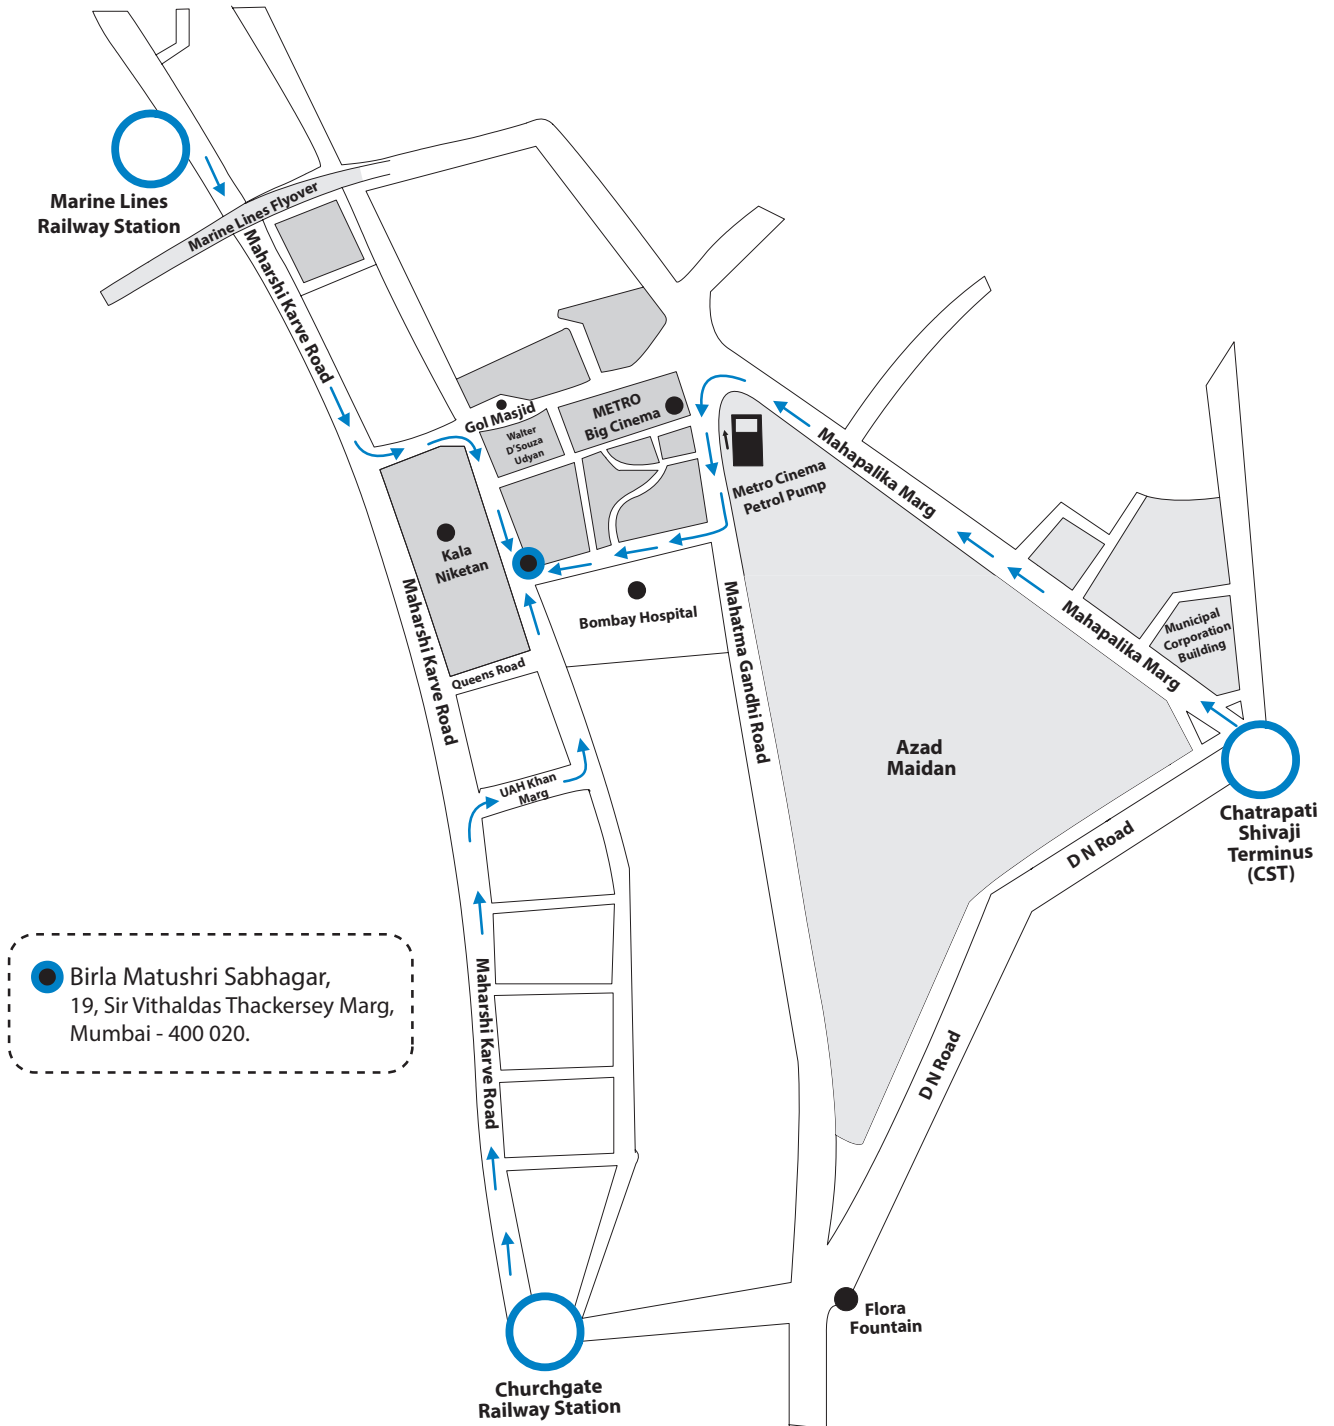 Marine Lines
Railway Station
Marine Lines Flyover
Maharshi Karve Road
Gol Masjid
Walter
D'Souza
Udyan
METRO
Big Cinema
Metro Cinema
Petrol Pump
Mahapalika Marg
Kala
Niketan
Bombay Hospital
Maharshi Karve Road
Queens Road
Mahatma Gandhi Road
Mahapalika Marg
Municipal
Corporation
Building
Azad
Maidan
UAH Khan
Marg
Chatrapati
Shivaji
Terminus
(CST)
D N Road
Birla Matushri Sabhagar,
19, Sir Vithaldas Thackersey Marg,
Mumbai - 400 020.
Maharshi Karve Road
D N Road
Flora
Fountain
Churchgate
Railway Station